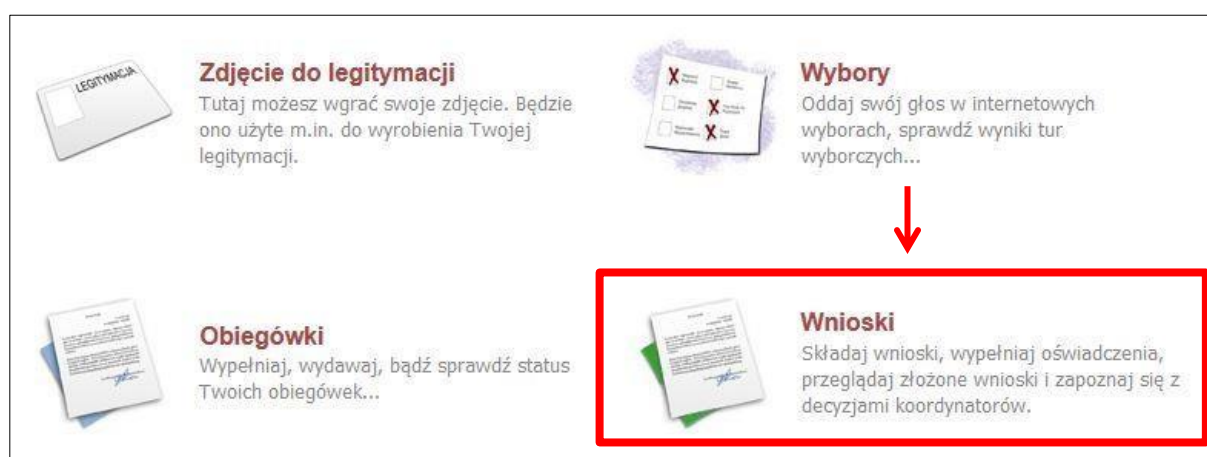 LEGITYMACJA
Zdjęcie do legitymacji
Tutaj możesz wgrać swoje zdjęcie. Będzie
ono użyte m.in. do wyrobienia Twojej
legitymacji.
Wybory
Oddaj swój głos w internetowych
wyborach, sprawdź wyniki tur
wyborczych...
Obiegówki
Wypełniaj, wydawaj, bądź sprawdź status
Twoich obiegówek...
Wnioski
Składaj wnioski, wypełniaj oświadczenia,
przeglądaj złożone wnioski i zapoznaj się z
decyzjami koordynatorów.